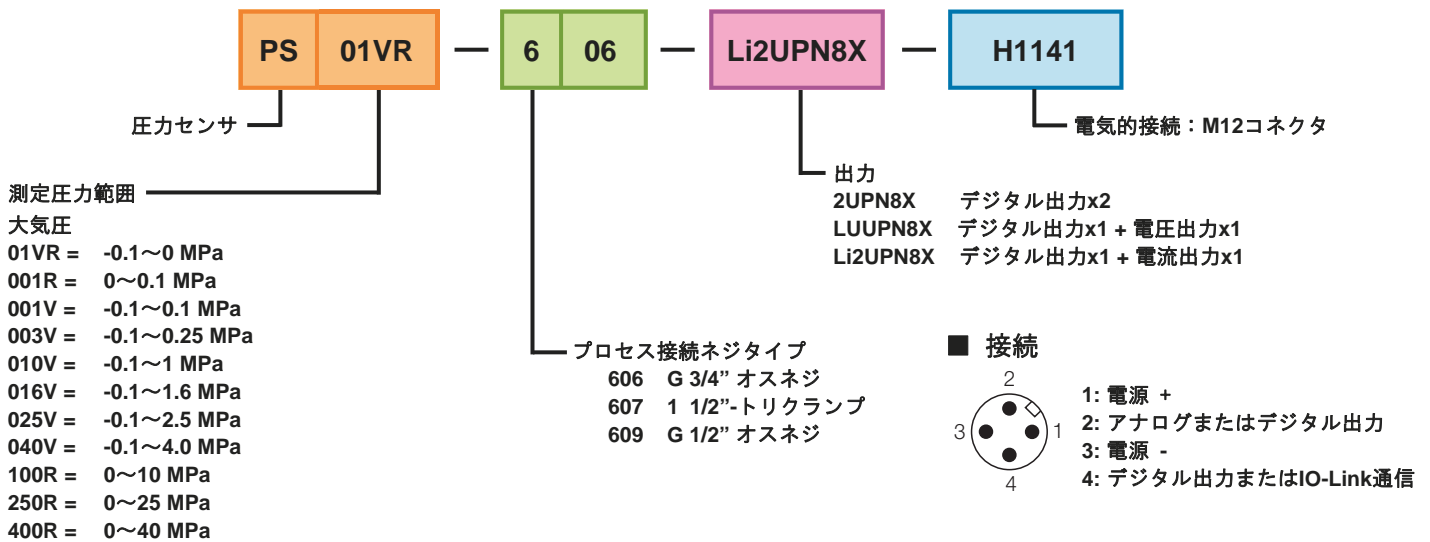 PS 01VR — 6 06 — Li2UPN8X — H1141
圧力センサ
電気的接続：M12コネクタ
測定圧力範囲
大気圧
01VR = -0.1～0 MPa
001R = 0～0.1 MPa
001V = -0.1～0.1 MPa
003V = -0.1～0.25 MPa
010V = -0.1～1 MPa
016V = -0.1～1.6 MPa
025V = -0.1～2.5 MPa
040V = -0.1～4.0 MPa
100R = 0～10 MPa
250R = 0～25 MPa
400R = 0～40 MPa
出力
2UPN8X デジタル出力x2
LUUPN8X デジタル出力x1 + 電圧出力x1
Li2UPN8X デジタル出力x1 + 電流出力x1
プロセス接続ネジタイプ
606 G 3/4” オスネジ
607 1 1/2”-トリクランプ
609 G 1/2” オスネジ
■ 接続
2
3
1
4
1: 電源 +
2: アナログまたはデジタル出力
3: 電源 -
4: デジタル出力またはIO-Link通信